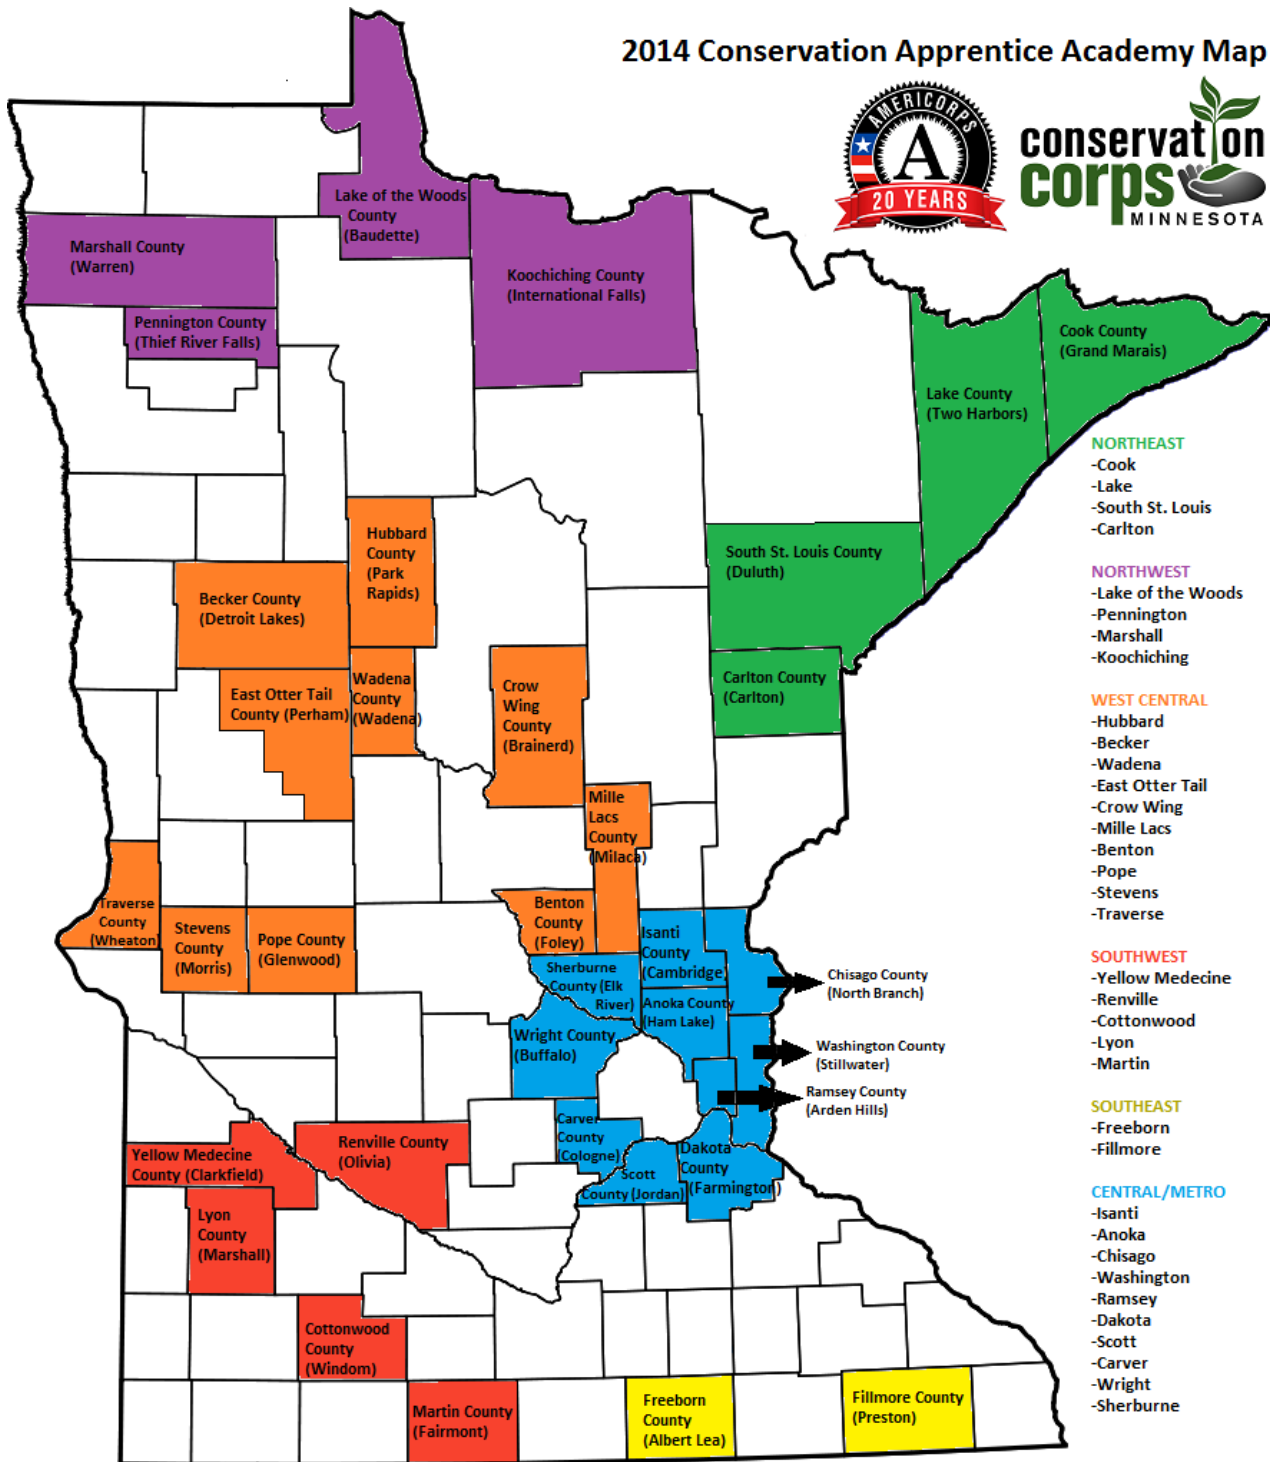 2014 Conservation Apprentice Academy Map
AMERICORPS
A
20 YEARS
conservation
corps
MINNESOTA
Lake of the Woods
County
(Baudette)
Marshall County
(Warren)
Koochiching County
(International Falls)
Pennington County
(Thief River Falls)
Cook County
(Grand Marais)
Lake County
(Two Harbors)
Hubbard
County
(Park
Rapids)
South St. Louis County
(Duluth)
Becker County
(Detroit Lakes)
East Otter Tail
County (Perham)
Wadena
County
(Wadena)
Crow
Wing
County
(Brainerd)
Carlton County
(Carlton)
Mille
Lacs
County
(Milaca)
Traverse
County
(Wheaton)
Stevens
County
(Morris)
Pope County
(Glenwood)
Benton
County
(Foley)
Isanti
County
(Cambridge)
Sherburne
County (Elk
River)
Anoka County
(Ham Lake)
Chisago County
(North Branch)
Wright County
(Buffalo)
Washington County
(Stillwater)
Ramsey County
(Arden Hills)
Carver
County
(Cologne)
Scott
County (Jordan)
Dakota
County
(Farmington)
Yellow Medecine
County (Clarkfield)
Renville County
(Olivia)
Lyon
County
(Marshall)
Cottonwood
County
(Windom)
Martin County
(Fairmont)
Freeborn
County
(Albert Lea)
Fillmore County
(Preston)
NORTHEAST
-Cook
-Lake
-South St. Louis
-Carlton
NORTHWEST
-Lake of the Woods
-Pennington
-Marshall
-Koochiching
WEST CENTRAL
-Hubbard
-Becker
-Wadena
-East Otter Tail
-Crow Wing
-Mille Lacs
-Benton
-Pope
-Stevens
-Traverse
SOUTHWEST
-Yellow Medecine
-Renville
-Cottonwood
-Lyon
-Martin
SOUTHEAST
-Freeborn
-Fillmore
CENTRAL/METRO
-Isanti
-Anoka
-Chisago
-Washington
-Ramsey
-Dakota
-Scott
-Carver
-Wright
-Sherburne